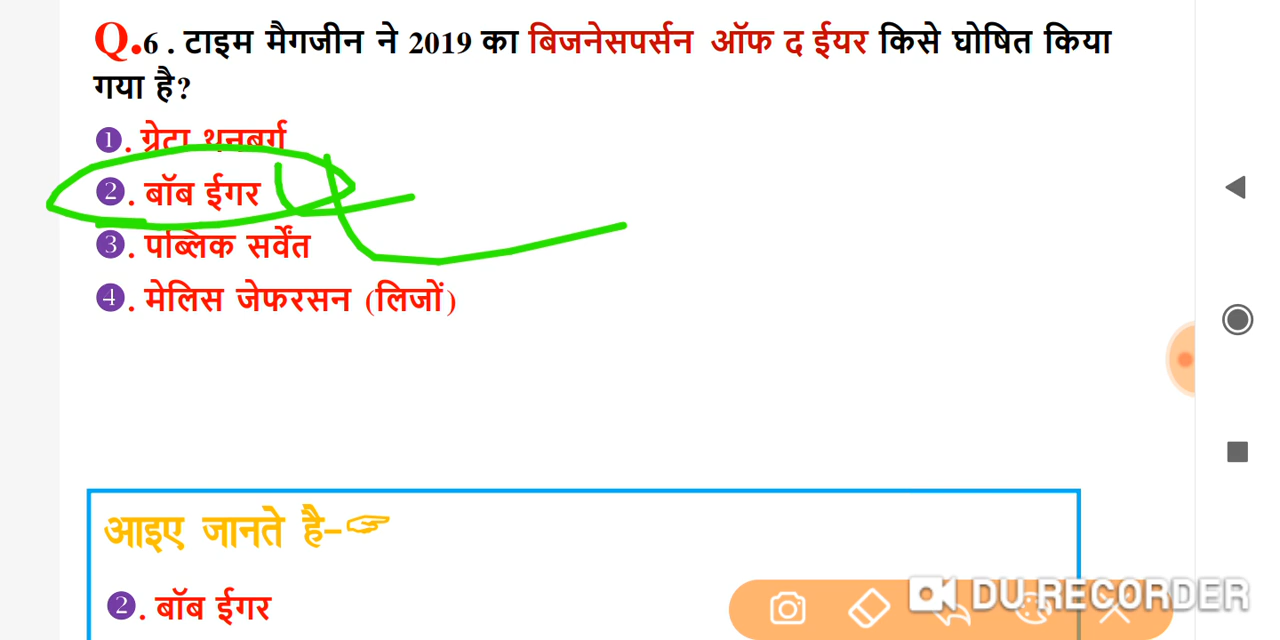 Q.6 . टाइम मैगजीन ने 2019 का बिजनेसपर्सन ऑफ द ईयर किसे घोषित किया
गया है?
❶. ग्रेटा थनबर्ग
❷. बॉब ईगर
❸. पब्लिक सर्वेंत
❹. मेलिस जेफरसन (लिजों)
आइए जानते है-☞
❷. बॉब ईगर
DU RECORDER